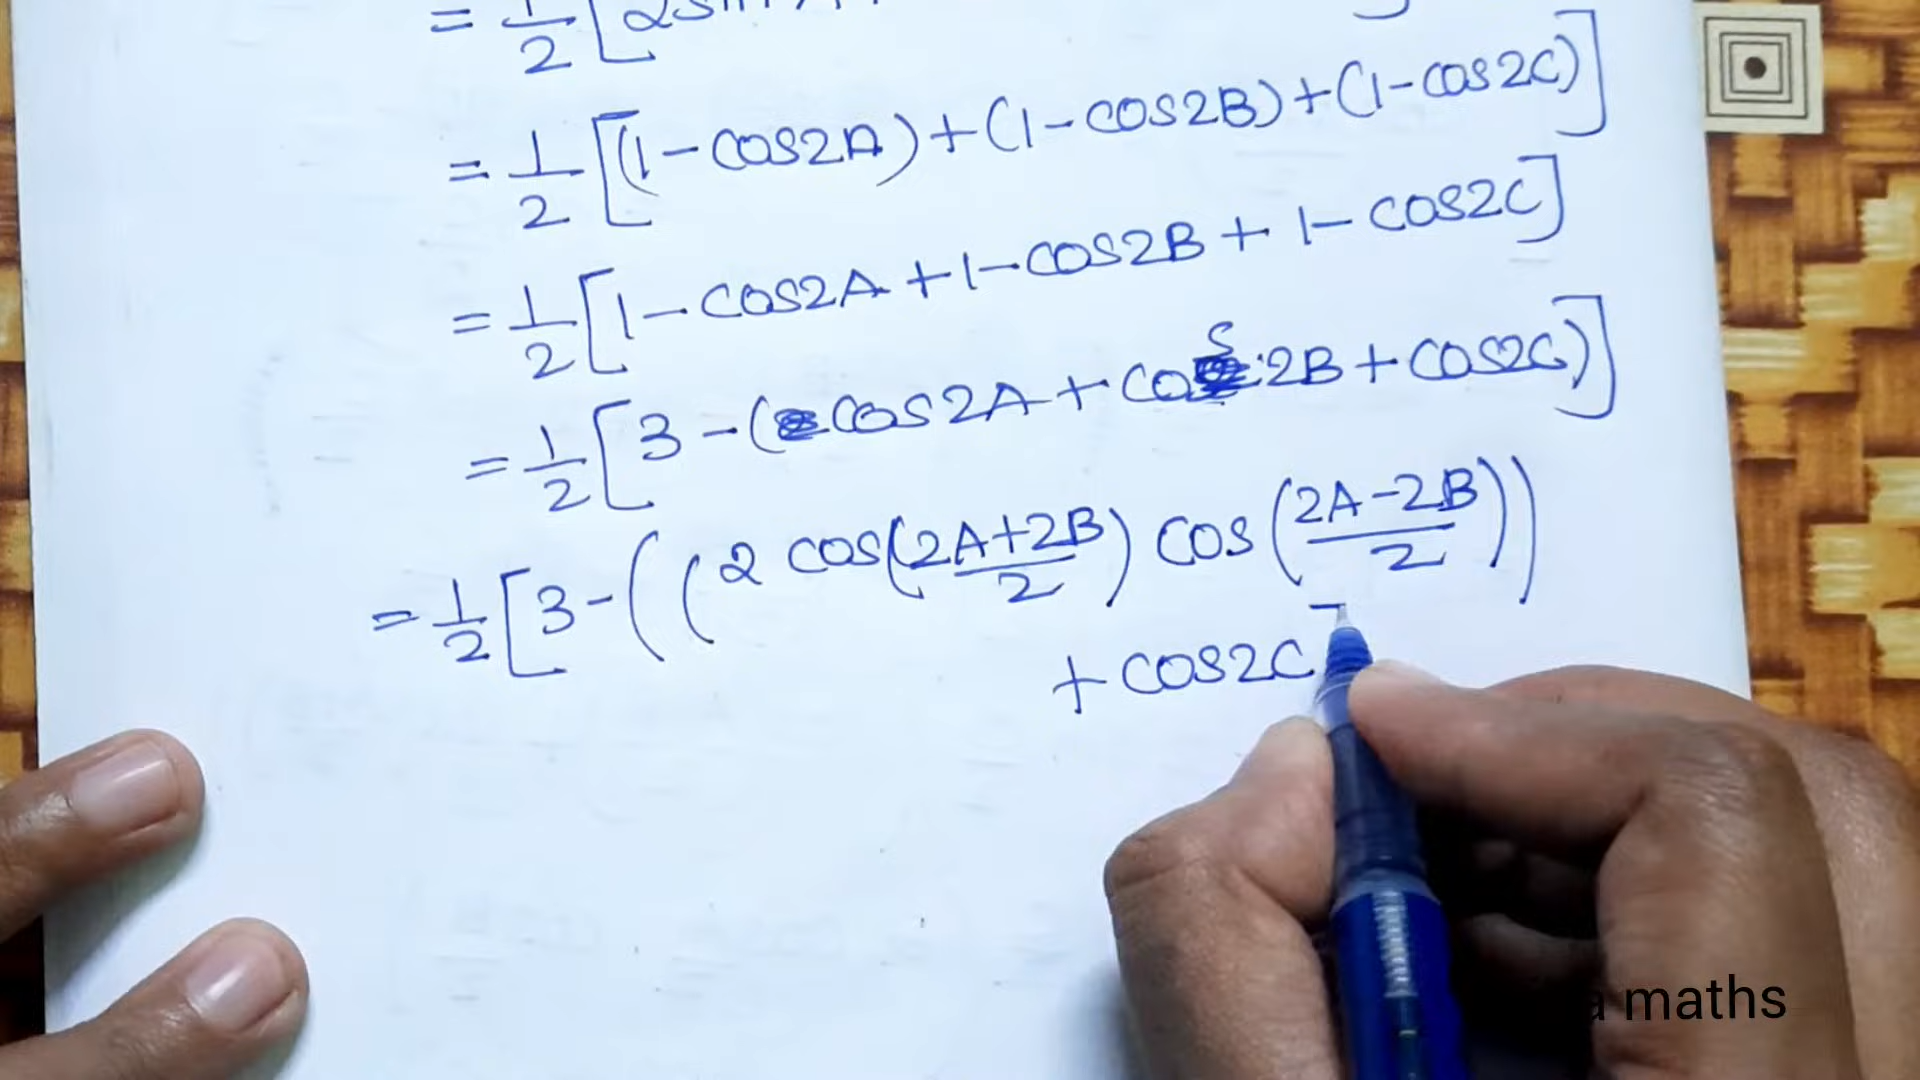 = 1/2 [2sin
= 1/2 [(1-cos2A)+(1-cos2B)+(1-cos2C)]
= 1/2 [1-cos2A+1-cos2B+1-cos2C]
= 1/2 [3-(cos2A+cos2B+cos2C)]
= 1/2 [3-((2 cos(2A+2B/2) cos(2A-2B/2))
+cos2C
maths